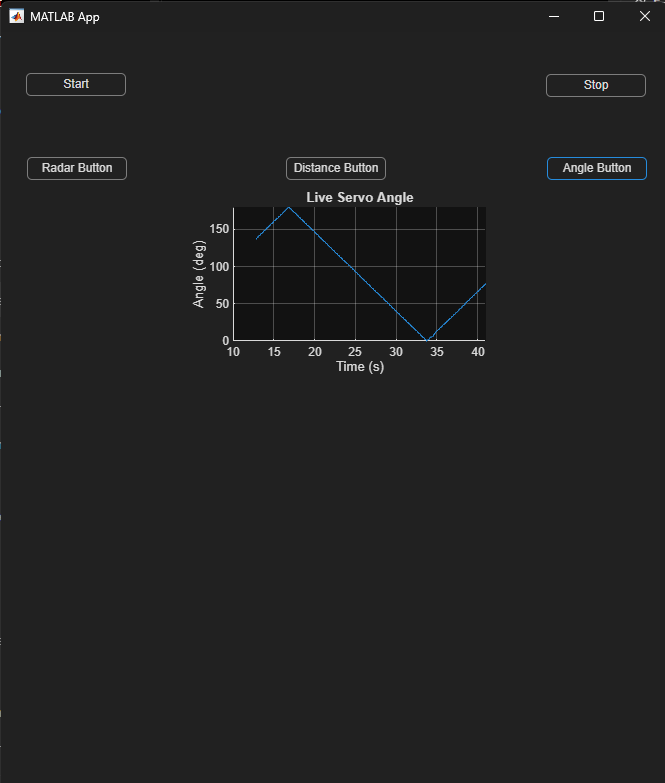 MATLAB App
Start
Stop
Radar Button
Distance Button
Angle Button
Live Servo Angle
150
100
50
0
Angle (deg)
10 15 20 25 30 35 40
Time (s)